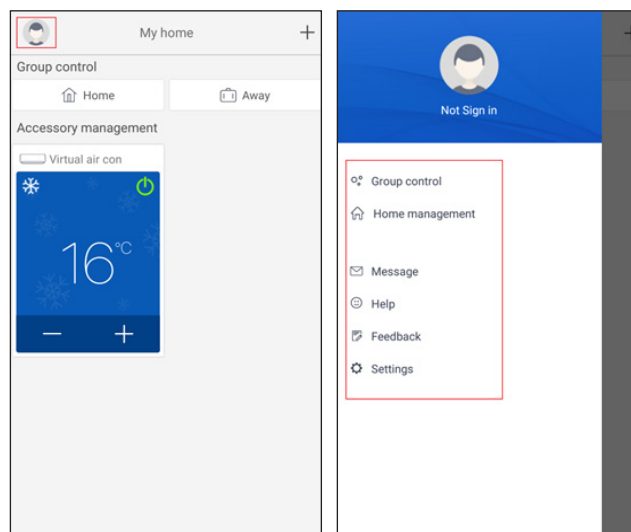 My home
Group control
Home
Away
Accessory management
Virtual air con
16°C
Not Sign in
Group control
Home management
Message
Help
Feedback
Settings